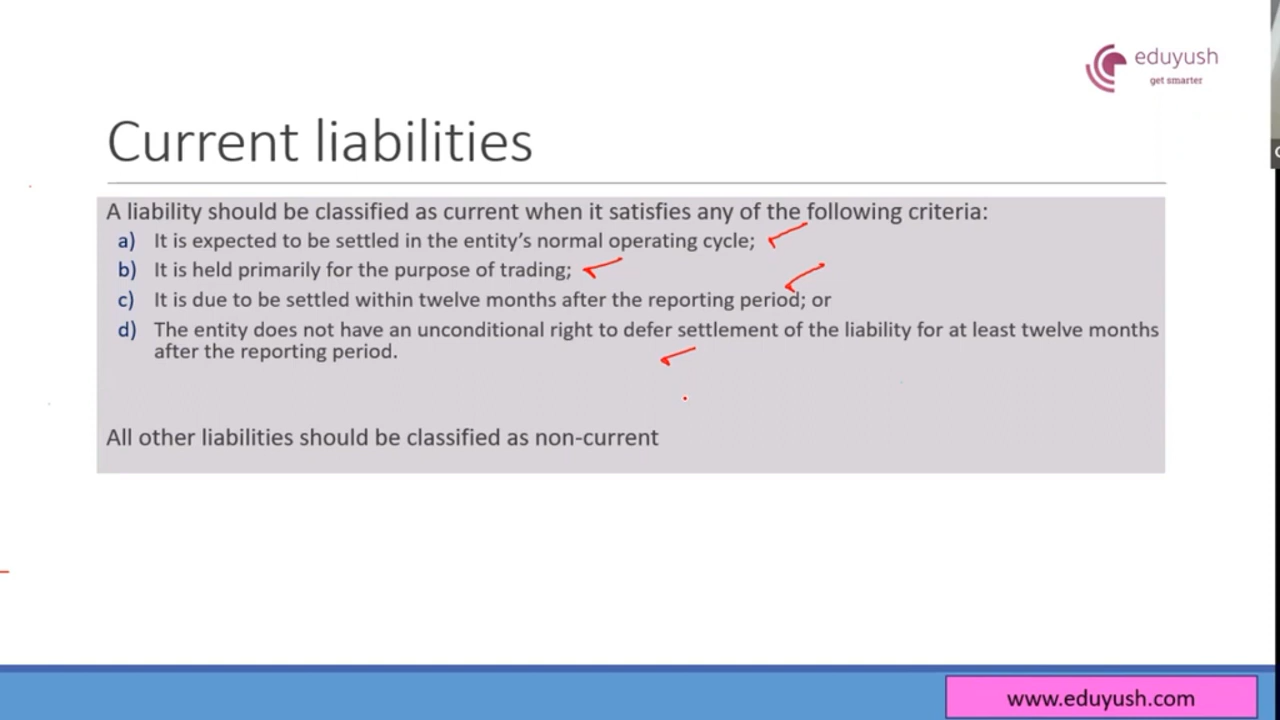 eduyush
get smarter
Current liabilities
A liability should be classified as current when it satisfies any of the following criteria:
a) It is expected to be settled in the entity's normal operating cycle;
b) It is held primarily for the purpose of trading;
c) It is due to be settled within twelve months after the reporting period; or
d) The entity does not have an unconditional right to defer settlement of the liability for at least twelve months
after the reporting period.
All other liabilities should be classified as non-current
www.eduyush.com